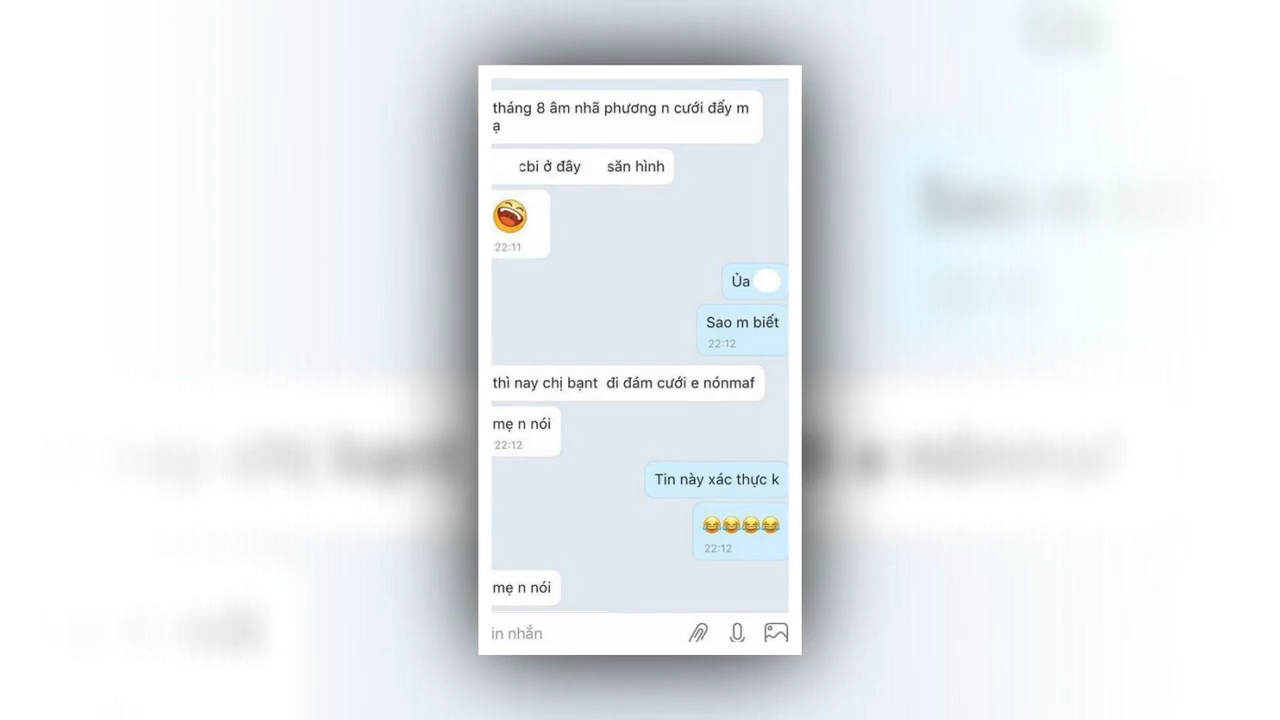 tháng 8 âm nhã phương n cưới đấy m
ạ
cbi ở đây săn hình
22:11
Ủa
Sao m biết
22:12
thì nay chị bạnt đi đám cưới e nónmaf
mẹ n nói
22:12
Tin này xác thực k
22:12
mẹ n nói
in nhắn